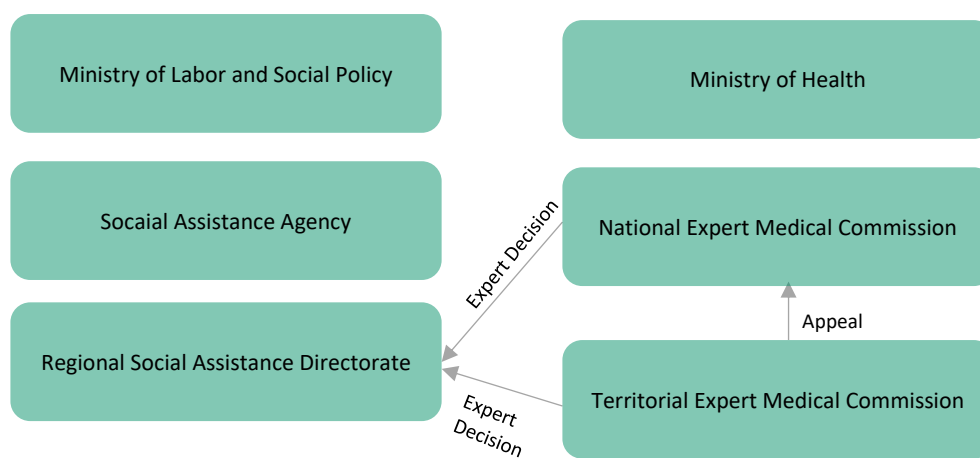 Ministry of Labor and Social Policy
Ministry of Health
Socaial Assistance Agency
National Expert Medical Commission
Expert Decision
Appeal
Regional Social Assistance Directorate
Territorial Expert Medical Commission
Expert
Decision